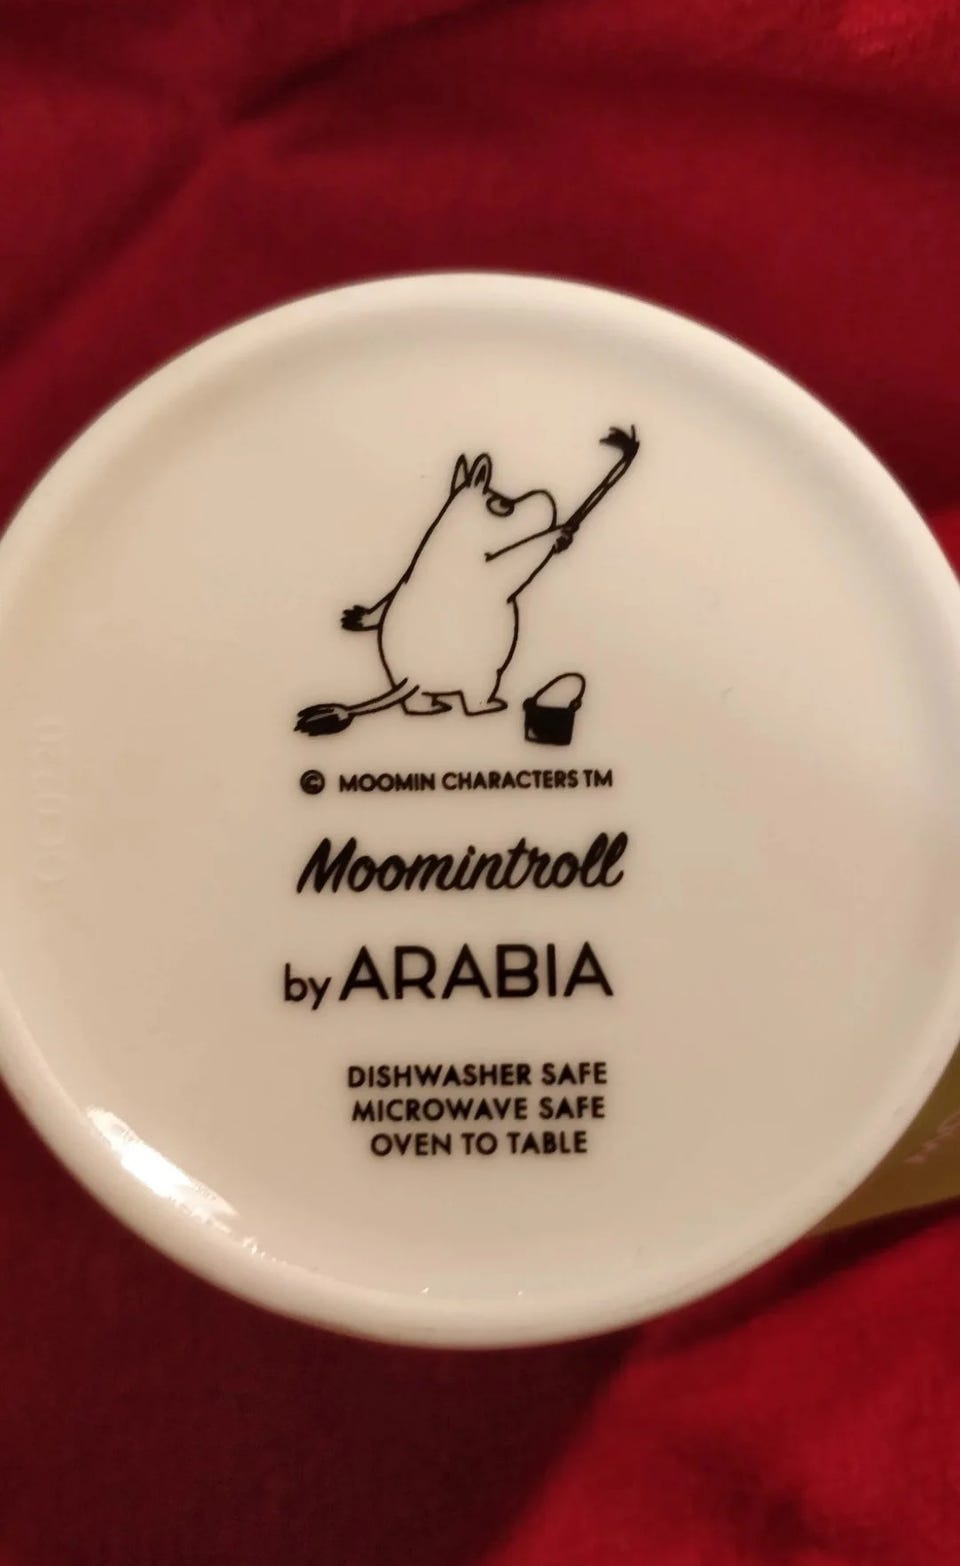 © MOOMIN CHARACTERS TM
Moomintroll
by ARABIA
DISHWASHER SAFE
MICROWAVE SAFE
OVEN TO TABLE